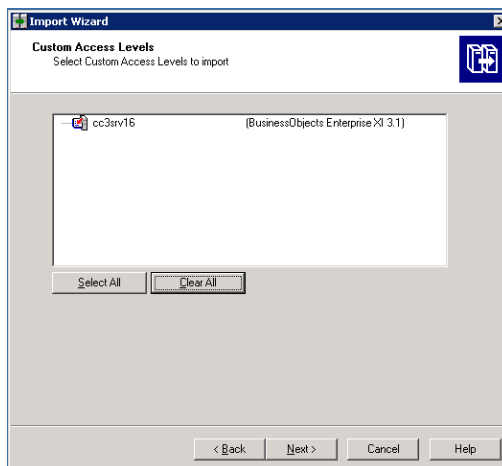 Import Wizard
Custom Access Levels
Select Custom Access Levels to import
cc3srv16 (BusinessObjects Enterprise XI 3.1)
Select All Clear All
< Back Next > Cancel Help